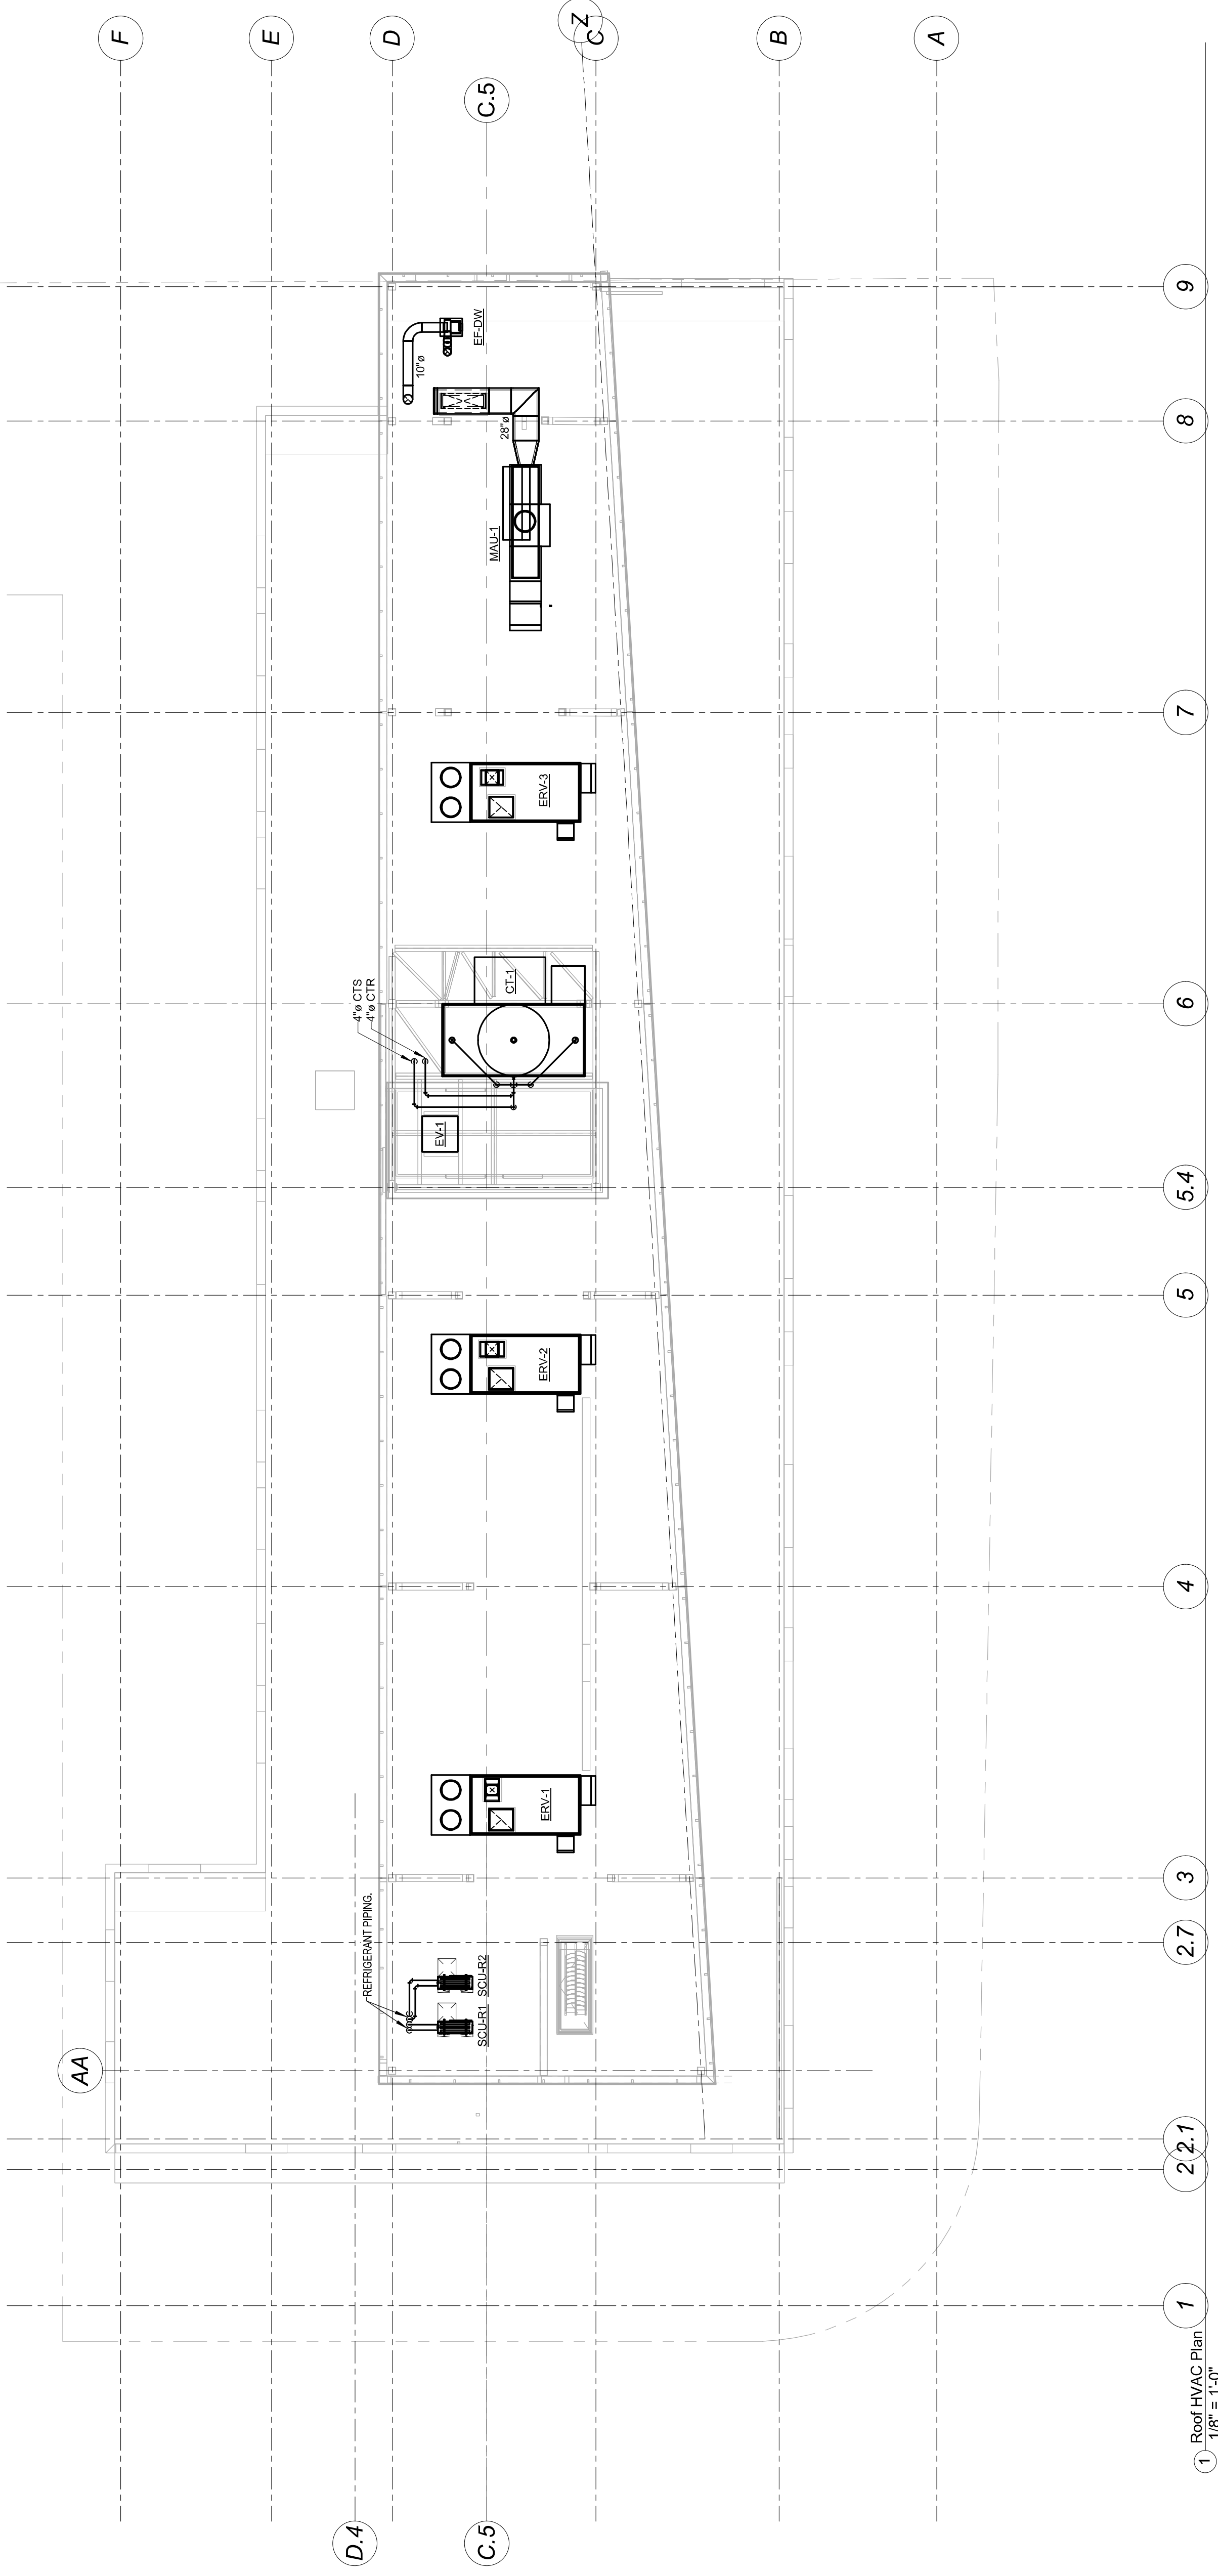 F
E
D
C.5
Z
C
B
A
9
8
7
6
5.4
5
4
3
2.7
AA
2.1
2
1
D.4
C.5
10"ø
EF-DW
28"ø
MAU-1
ERV-3
4"ø CTS
4"ø CTR
CT-1
EV-1
ERV-2
ERV-1
REFRIGERANT PIPING.
SCU-R1
SCU-R2
1
Roof HVAC Plan
1/8" = 1'-0"